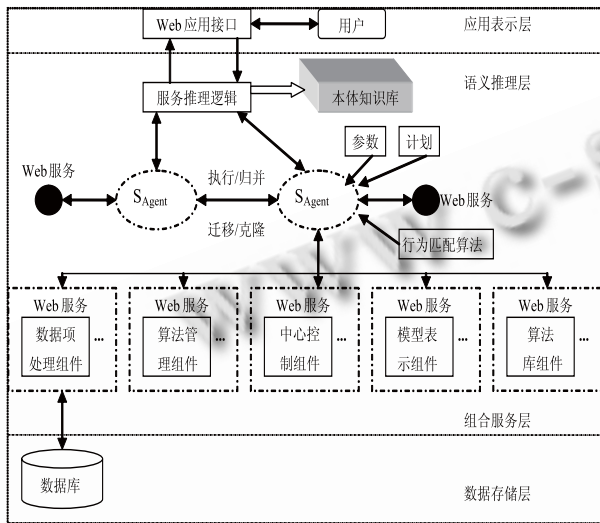 Web应用接口
用户
应用表示层
语义推理层
服务推理逻辑
本体知识库
参数
计划
Web服务
执行/归并
S_Agent
S_Agent
Web服务
迁移/克隆
行为匹配算法
Web服务
Web服务
Web服务
Web服务
Web服务
数据项
处理组件
...
算法管
理组件
...
中心控
制组件
...
模型表
示组件
...
算法
库组件
...
组合服务层
数据库
数据存储层
www.c-s